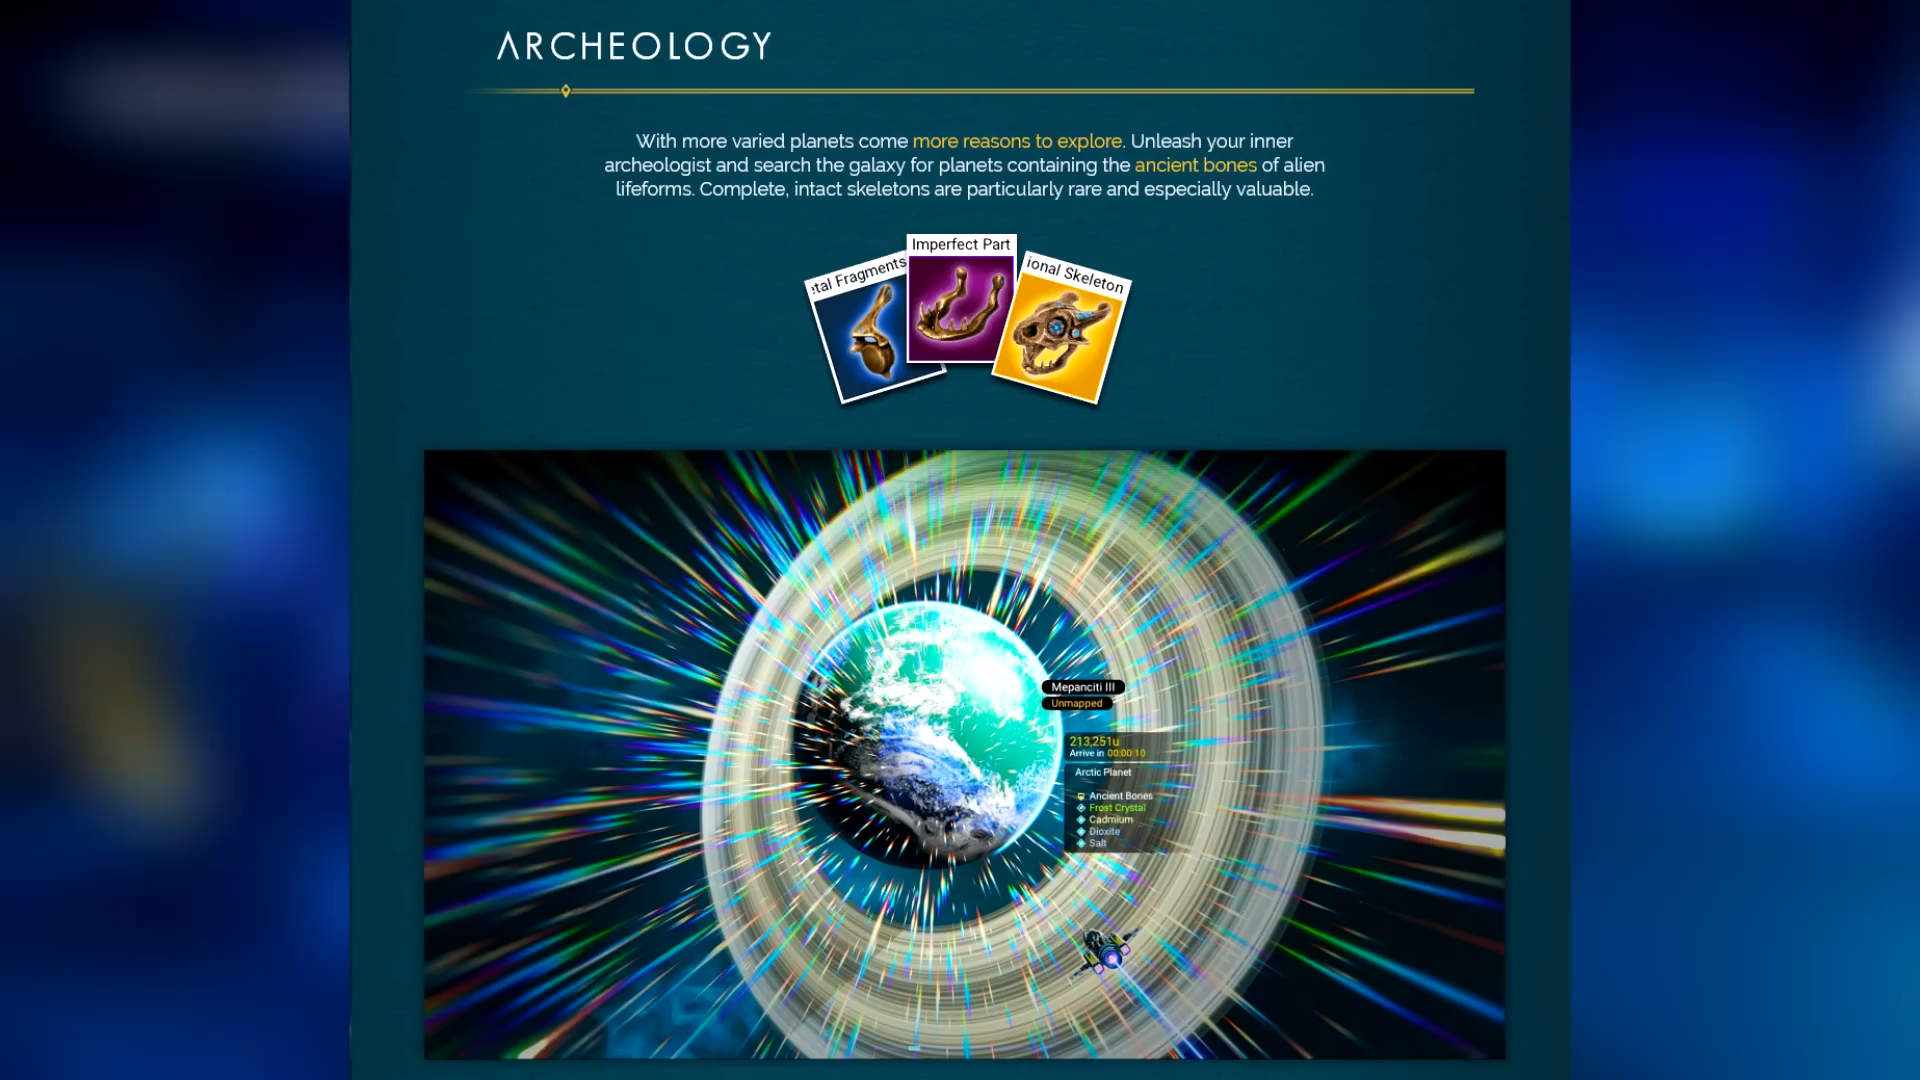 ARCHEOLOGY
With more varied planets come more reasons to explore. Unleash your inner
archeologist and search the galaxy for planets containing the ancient bones of alien
lifeforms. Complete, intact skeletons are particularly rare and especially valuable.
Imperfect Part
Fragments
ional Skeleton
Mepanciti III
Unmapped
213,251u
Arrive in 00:00:10
Arctic Planet
Ancient Bones
Frost Crystal
Cadmium
Dioxite
Salt